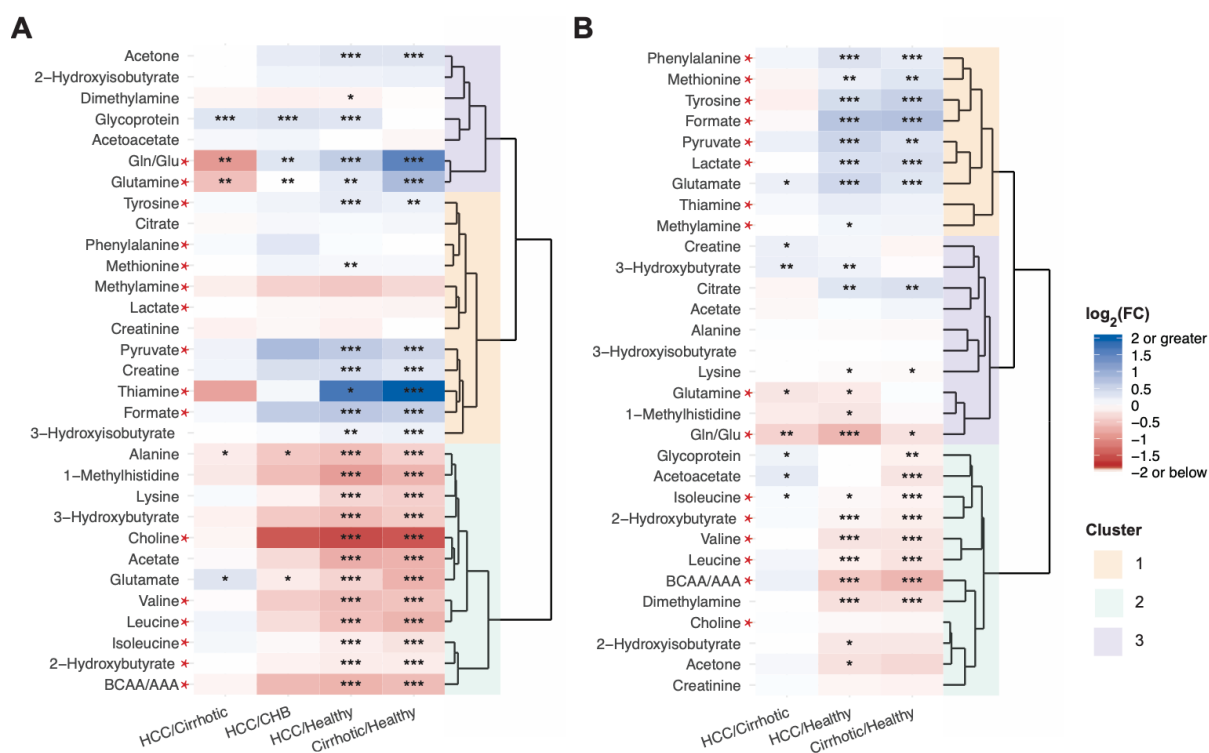 A
Acetone *** ***
2−Hydroxyisobutyrate
Dimethylamine *
Glycoprotein *** *** ***
Acetoacetate
Gln/Glu* ** ** *** ***
Glutamine* ** ** ** ***
Tyrosine* *** **
Citrate
Phenylalanine*
Methionine* **
Methylamine*
Lactate*
Creatinine
Pyruvate* *** ***
Creatine *** ***
Thiamine* * ***
Formate* *** ***
3−Hydroxyisobutyrate ** ***
Alanine * * *** ***
1−Methylhistidine *** ***
Lysine *** ***
3−Hydroxybutyrate *** ***
Choline* *** ***
Acetate *** ***
Glutamate * * *** ***
Valine* *** ***
Leucine* *** ***
Isoleucine* *** ***
2−Hydroxybutyrate* *** ***
BCAA/AAA* *** ***
HCC/Cirrhotic
HCC/CHB
HCC/Healthy
Cirrhotic/Healthy
B
Phenylalanine* *** ***
Methionine* ** **
Tyrosine* *** ***
Formate* *** ***
Pyruvate* *** **
Lactate* *** ***
Glutamate * *** ***
Thiamine*
Methylamine* *
Creatine *
3−Hydroxybutyrate ** **
Citrate ** **
Acetate
Alanine
3−Hydroxyisobutyrate
Lysine * *
Glutamine* * *
1−Methylhistidine *
Gln/Glu* ** *** *
Glycoprotein * **
Acetoacetate * ***
Isoleucine* * * ***
2−Hydroxybutyrate* *** ***
Valine* *** ***
Leucine* *** ***
BCAA/AAA* *** ***
Dimethylamine *** ***
Choline*
2−Hydroxyisobutyrate *
Acetone *
Creatinine
HCC/Cirrhotic
HCC/Healthy
Cirrhotic/Healthy
log2(FC)
2 or greater
1.5
1
0.5
0
−0.5
−1
−1.5
−2 or below
Cluster
1
2
3